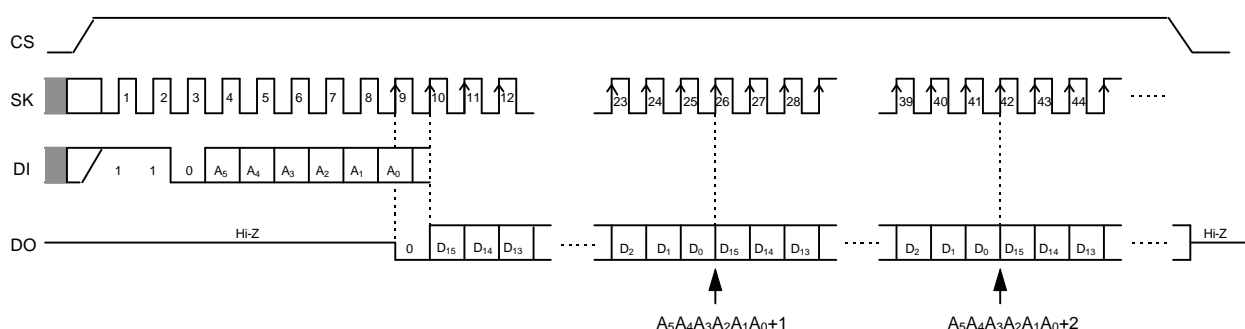 CS
SK 1 2 3 4 5 6 7 8 9 10 11 12 23 24 25 26 27 28 39 40 41 42 43 44
DI 1 1 0 A5 A4 A3 A2 A1 A0
Hi-Z
DO 0 D15 D14 D13 D2 D1 D0 D15 D14 D13 D2 D1 D0 D15 D14 D13 Hi-Z
A5A4A3A2A1A0+1 A5A4A3A2A1A0+2